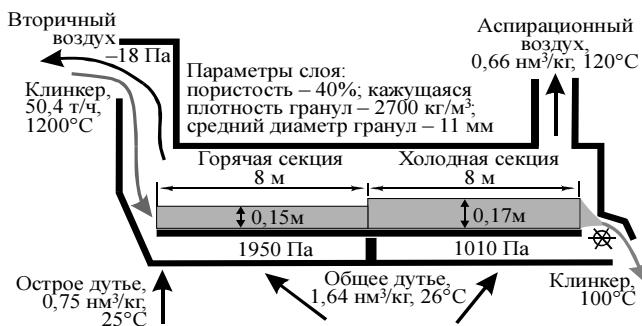 Вторичный
воздух
–18 Па
Клинкер,
50,4 т/ч,
1200°C
Параметры слоя:
пористость – 40%; кажущаяся
плотность гранул – 2700 кг/м³;
средний диаметр гранул – 11 мм
Аспирационный
воздух,
0,66 нм³/кг, 120°C
Горячая секция
8 м
Холодная секция
8 м
0,15м
0,17м
1950 Па
1010 Па
Острое дутье,
0,75 нм³/кг,
25°C
Общее дутье,
1,64 нм³/кг, 26°C
Клинкер,
100°C